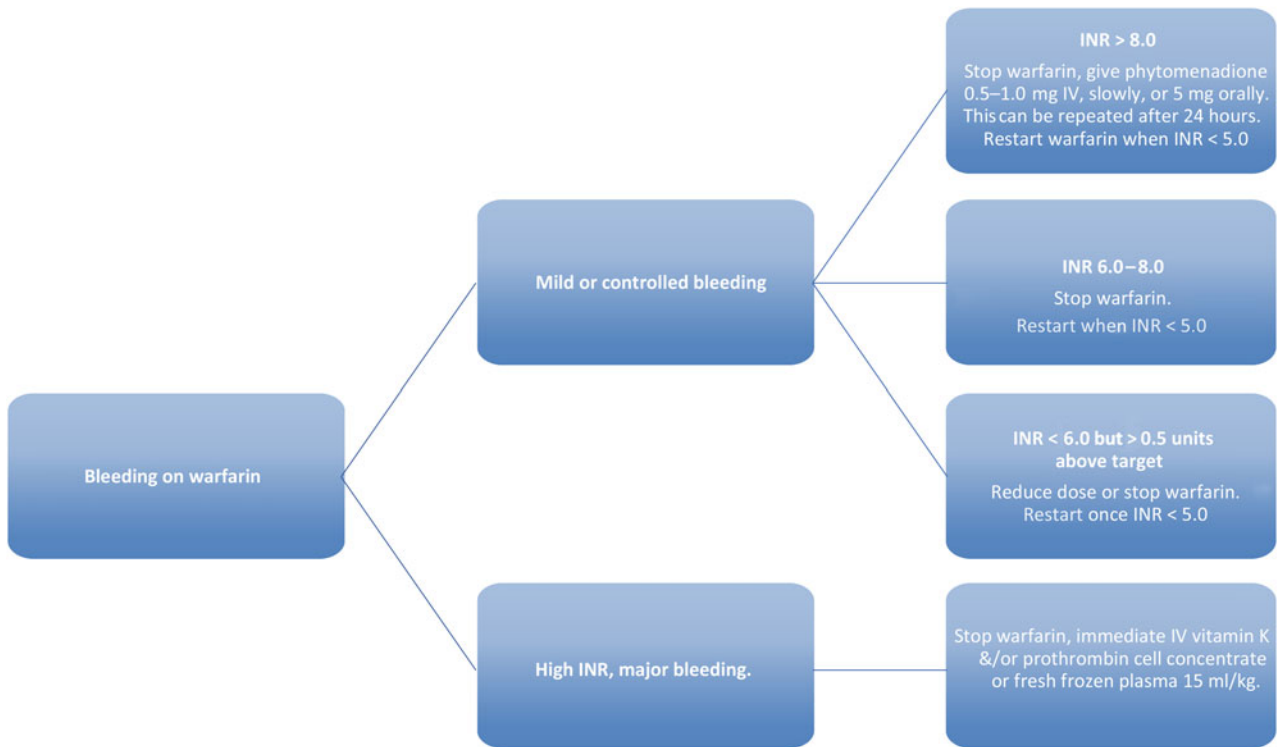 Bleeding on warfarin
Mild or controlled bleeding
INR > 8.0
Stop warfarin, give phytomenadione
0.5–1.0 mg IV, slowly, or 5 mg orally.
This can be repeated after 24 hours.
Restart warfarin when INR < 5.0
INR 6.0–8.0
Stop warfarin.
Restart when INR < 5.0
INR < 6.0 but > 0.5 units
above target
Reduce dose or stop warfarin.
Restart once INR < 5.0
High INR, major bleeding.
Stop warfarin, immediate IV vitamin K
&/or prothrombin cell concentrate
or fresh frozen plasma 15 ml/kg.